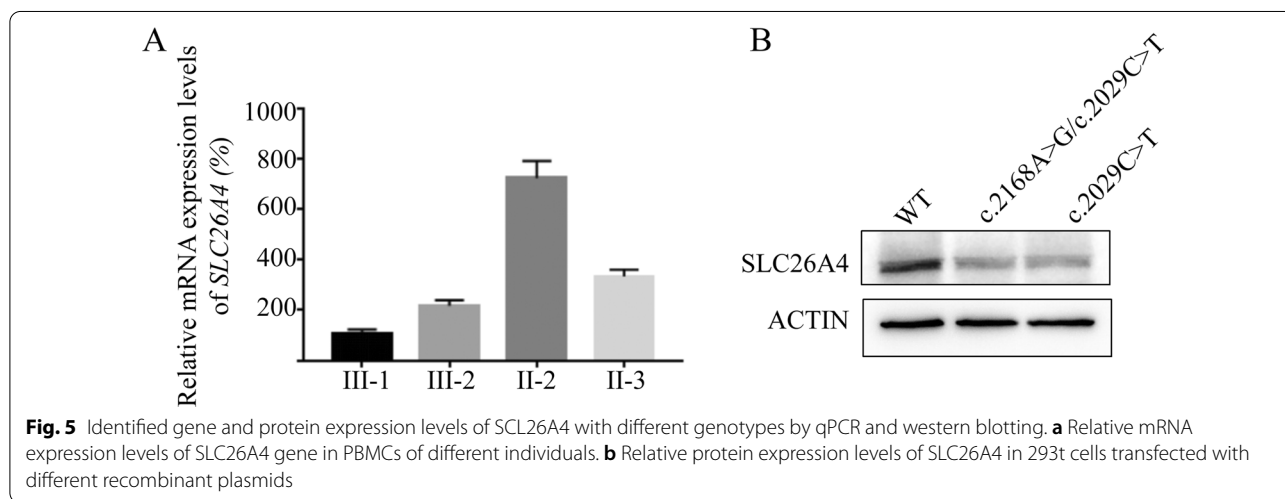 A
Relative mRNA expression levels
of SLC26A4 (%)
1000
800
600
400
200
III-1 III-2 II-2 II-3
B
WT c.2168A>G/c.2029C>T c.2029C>T
SLC26A4
ACTIN
Fig. 5 Identified gene and protein expression levels of SCL26A4 with different genotypes by qPCR and western blotting. a Relative mRNA
expression levels of SLC26A4 gene in PBMCs of different individuals. b Relative protein expression levels of SLC26A4 in 293t cells transfected with
different recombinant plasmids